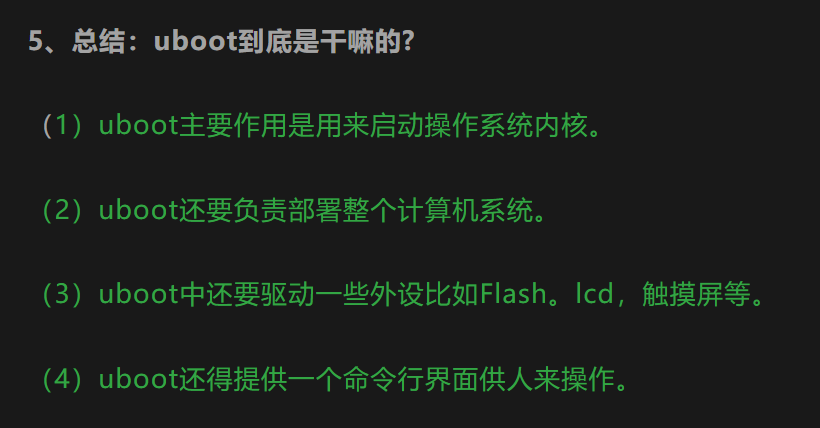 5、总结：uboot到底是干嘛的？
（1）uboot主要作用是用来启动操作系统内核。
（2）uboot还要负责部署整个计算机系统。
（3）uboot中还要驱动一些外设比如Flash。lcd，触摸屏等。
（4）uboot还得提供一个命令行界面供人来操作。